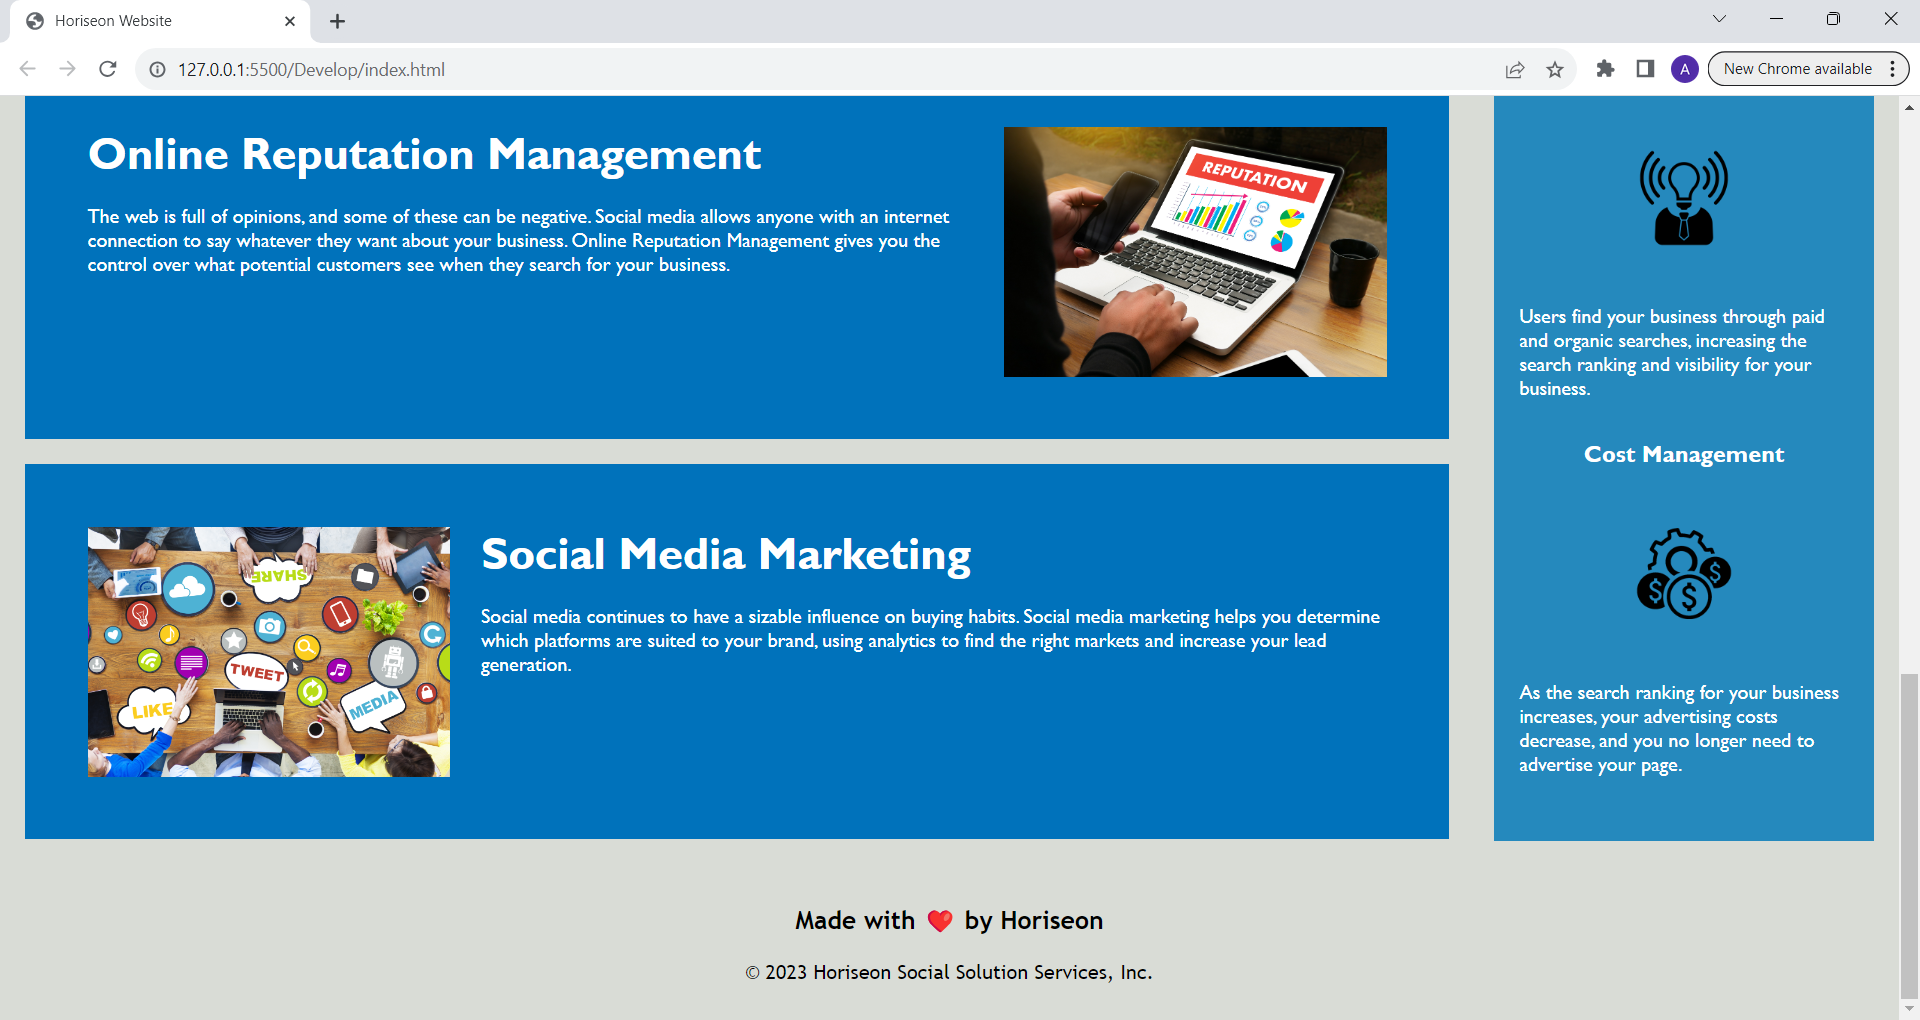 Horiseon Website
127.0.0.1:5500/Develop/index.html
A
New Chrome available
Online Reputation Management
The web is full of opinions, and some of these can be negative. Social media allows anyone with an internet
connection to say whatever they want about your business. Online Reputation Management gives you the
control over what potential customers see when they search for your business.
REPUTATION
Social Media Marketing
Social media continues to have a sizable influence on buying habits. Social media marketing helps you determine
which platforms are suited to your brand, using analytics to find the right markets and increase your lead
generation.
SHARE
TWEET
LIKE
MEDIA
Users find your business through paid
and organic searches, increasing the
search ranking and visibility for your
business.
Cost Management
$ $ $
As the search ranking for your business
increases, your advertising costs
decrease, and you no longer need to
advertise your page.
Made with ❤️ by Horiseon
© 2023 Horiseon Social Solution Services, Inc.